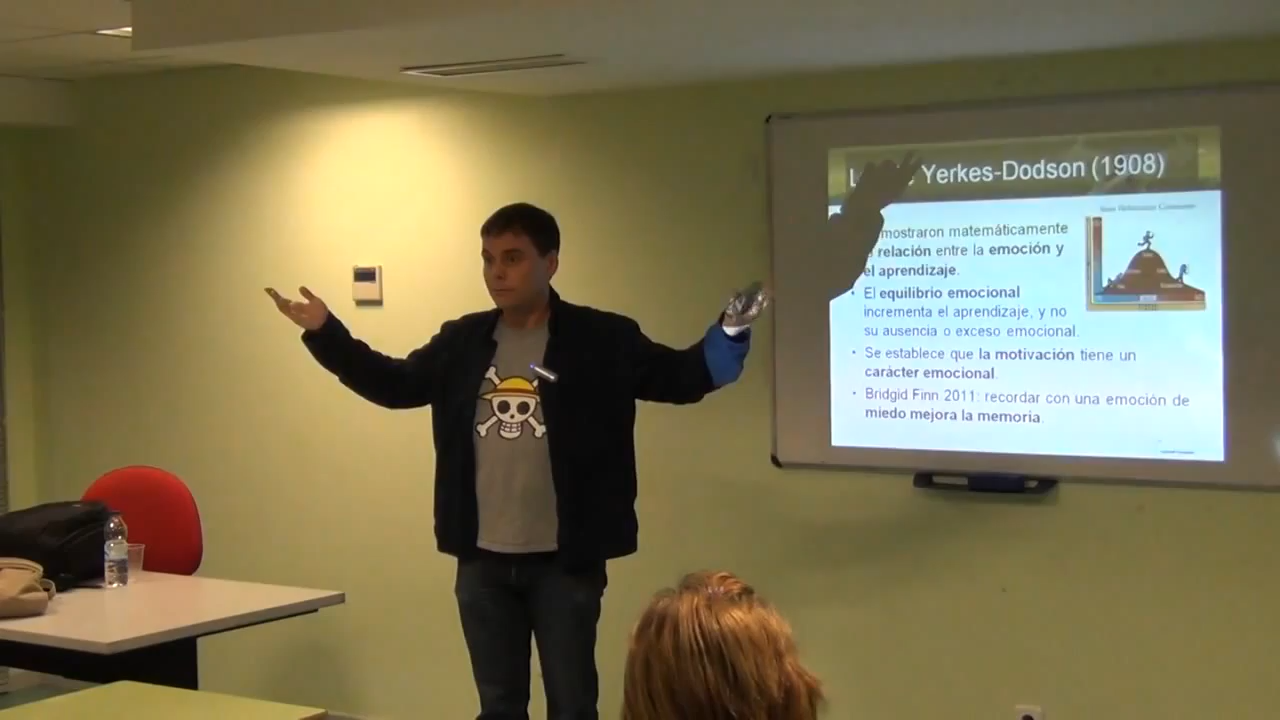 Yerkes-Dodson (1908)
mostraron matemáticamente
relación entre la emoción y
el aprendizaje.
• El equilibrio emocional
incrementa el aprendizaje, y no
su ausencia o exceso emocional.
• Se establece que la motivación tiene un
carácter emocional.
• Bridgid Finn 2011: recordar con una emoción de
miedo mejora la memoria.